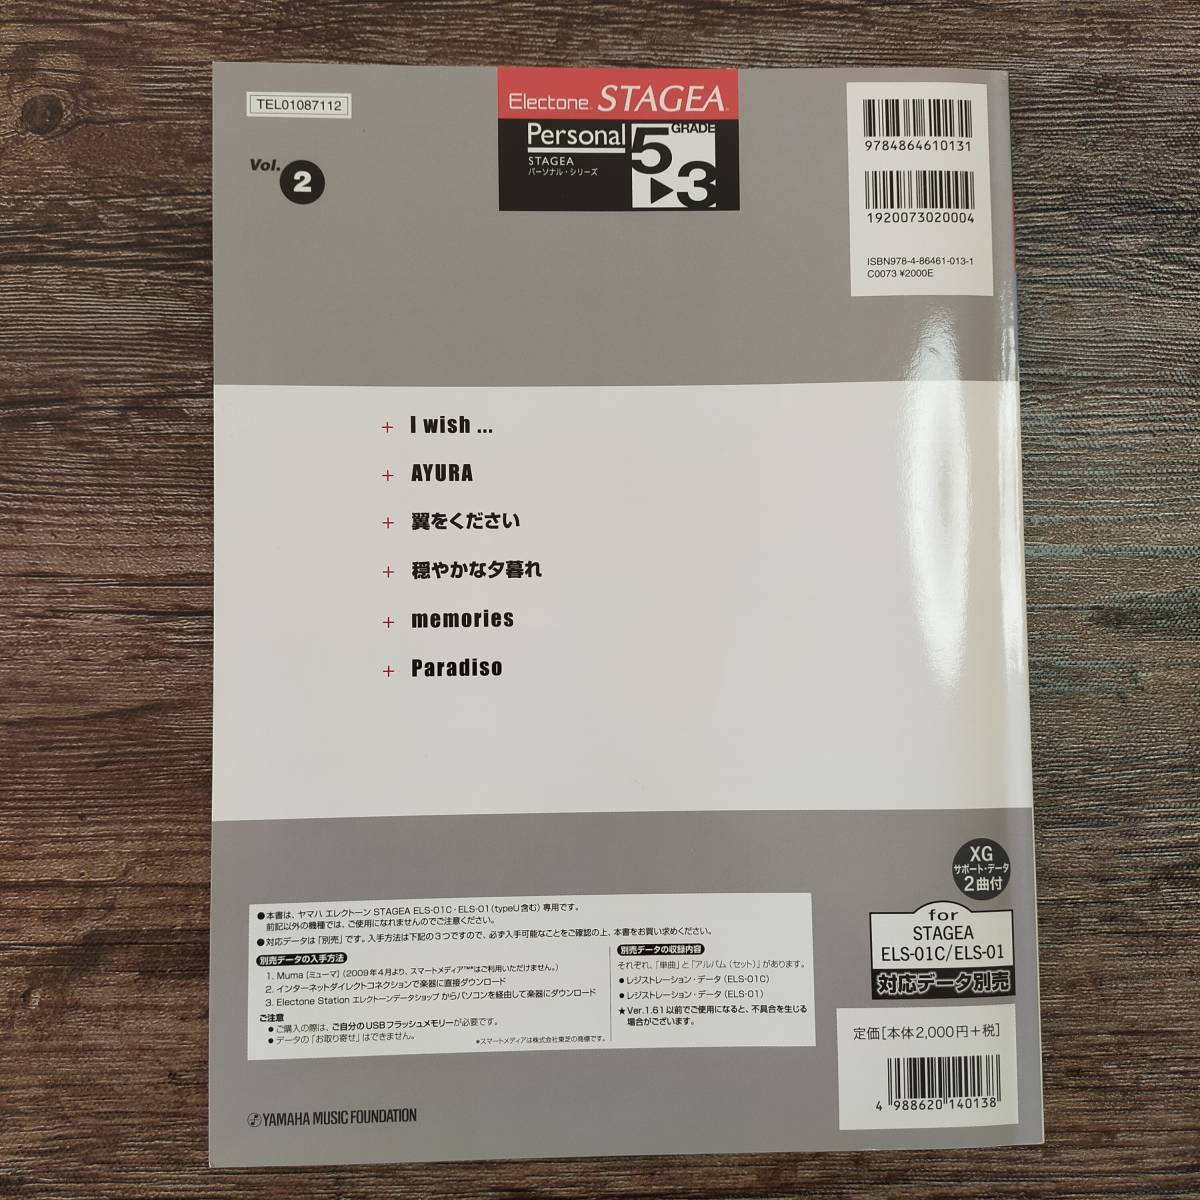 TEL01087112
Vol. 2
Electone STAGEA
Personal
STAGEA
パーソナル・シリーズ
GRADE
5▶3
9784864610131
1920073020004
ISBN978-4-86461-013-1
C0073 ¥2000E
+ I wish ...
+ AYURA
+ 翼をください
+ 穏やかな夕暮れ
+ memories
+ Paradiso
XG
サポート・データ
2曲付
for
STAGEA
ELS-01C/ELS-01
対応データ別売
●本書は、ヤマハ エレクトーン STAGEA ELS-01C・ELS-01(typeU含む)専用です。
前記以外の機種では、ご使用になれませんのでご注意ください。
●対応データは「別売」です。入手方法は下記の3つですので、必ず入手可能なことをご確認の上、本書をお買い求めください。
別売データの入手方法
1. Muma [ミューマ] (2009年4月より、スマートメディア™*はご利用いただけません。)
2. インターネットダイレクトコネクションで楽器に直接ダウンロード
3. Electone Station エレクトーンデータショップ からパソコンを経由して楽器にダウンロード
ご注意
●ご購入の際は、ご自分のUSBフラッシュメモリーが必要です。
●データの「お取り寄せ」はできません。
*スマートメディアは株式会社東芝の商標です。
別売データの収録内容
それぞれ、「単曲」と「アルバム(セット)」があります。
●レジストレーション・データ (ELS-01C)
●レジストレーション・データ (ELS-01)
★Ver.1.61以前でご使用になると、不具合を生じる
場合がございます。
定価[本体2,000円+税]
4 988620 140138
YAMAHA MUSIC FOUNDATION